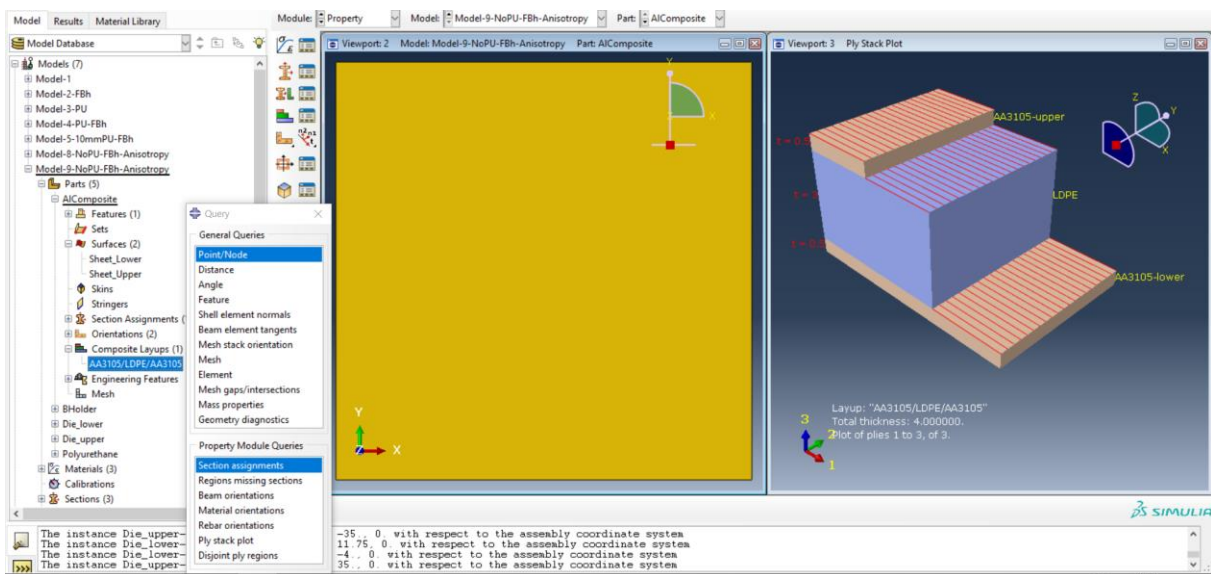 Model Results Material Library
Module: Property Model: Model-9-NoPU-FBh-Anisotropy Part: AlComposite
Model Database
Models (7)
Model-1
Model-2-FBh
Model-3-PU
Model-4-PU-FBh
Model-5-10mmPU-FBh
Model-8-NoPU-FBh-Anisotropy
Model-9-NoPU-FBh-Anisotropy
Parts (5)
AlComposite
Features (1)
Sets
Surfaces (2)
Sheet_Lower
Sheet_Upper
Skins
Stringers
Section Assignments (
Orientations (2)
Composite Layups (1)
AA3105/LDPE/AA3105
Engineering Features
Mesh
BHolder
Die_lower
Die_upper
Polyurethane
Materials (3)
Calibrations
Sections (3)
Query
General Queries
Point/Node
Distance
Angle
Feature
Shell element normals
Beam element tangents
Mesh stack orientation
Mesh
Element
Mesh gaps/intersections
Mass properties
Geometry diagnostics
Property Module Queries
Section assignments
Regions missing sections
Beam orientations
Material orientations
Rebar orientations
Ply stack plot
Disjoint ply regions
Viewport: 2 Model: Model-9-NoPU-FBh-Anisotropy Part: AlComposite
Y
X
Y
Z X
Viewport: 3 Ply Stack Plot
Z
Y
X
AA3105-upper
t = 0.5
LDPE
AA3105-lower
Layup: "AA3105/LDPE/AA3105"
Total thickness: 4.000000.
Plot of plies 1 to 3, of 3.
3
2
1
SIMULIA
The instance Die_upper- -35., 0. with respect to the assembly coordinate system
The instance Die_lower- 11.75, 0. with respect to the assembly coordinate system
The instance Die_lower- -4., 0. with respect to the assembly coordinate system
The instance Die_upper- 35., 0. with respect to the assembly coordinate system